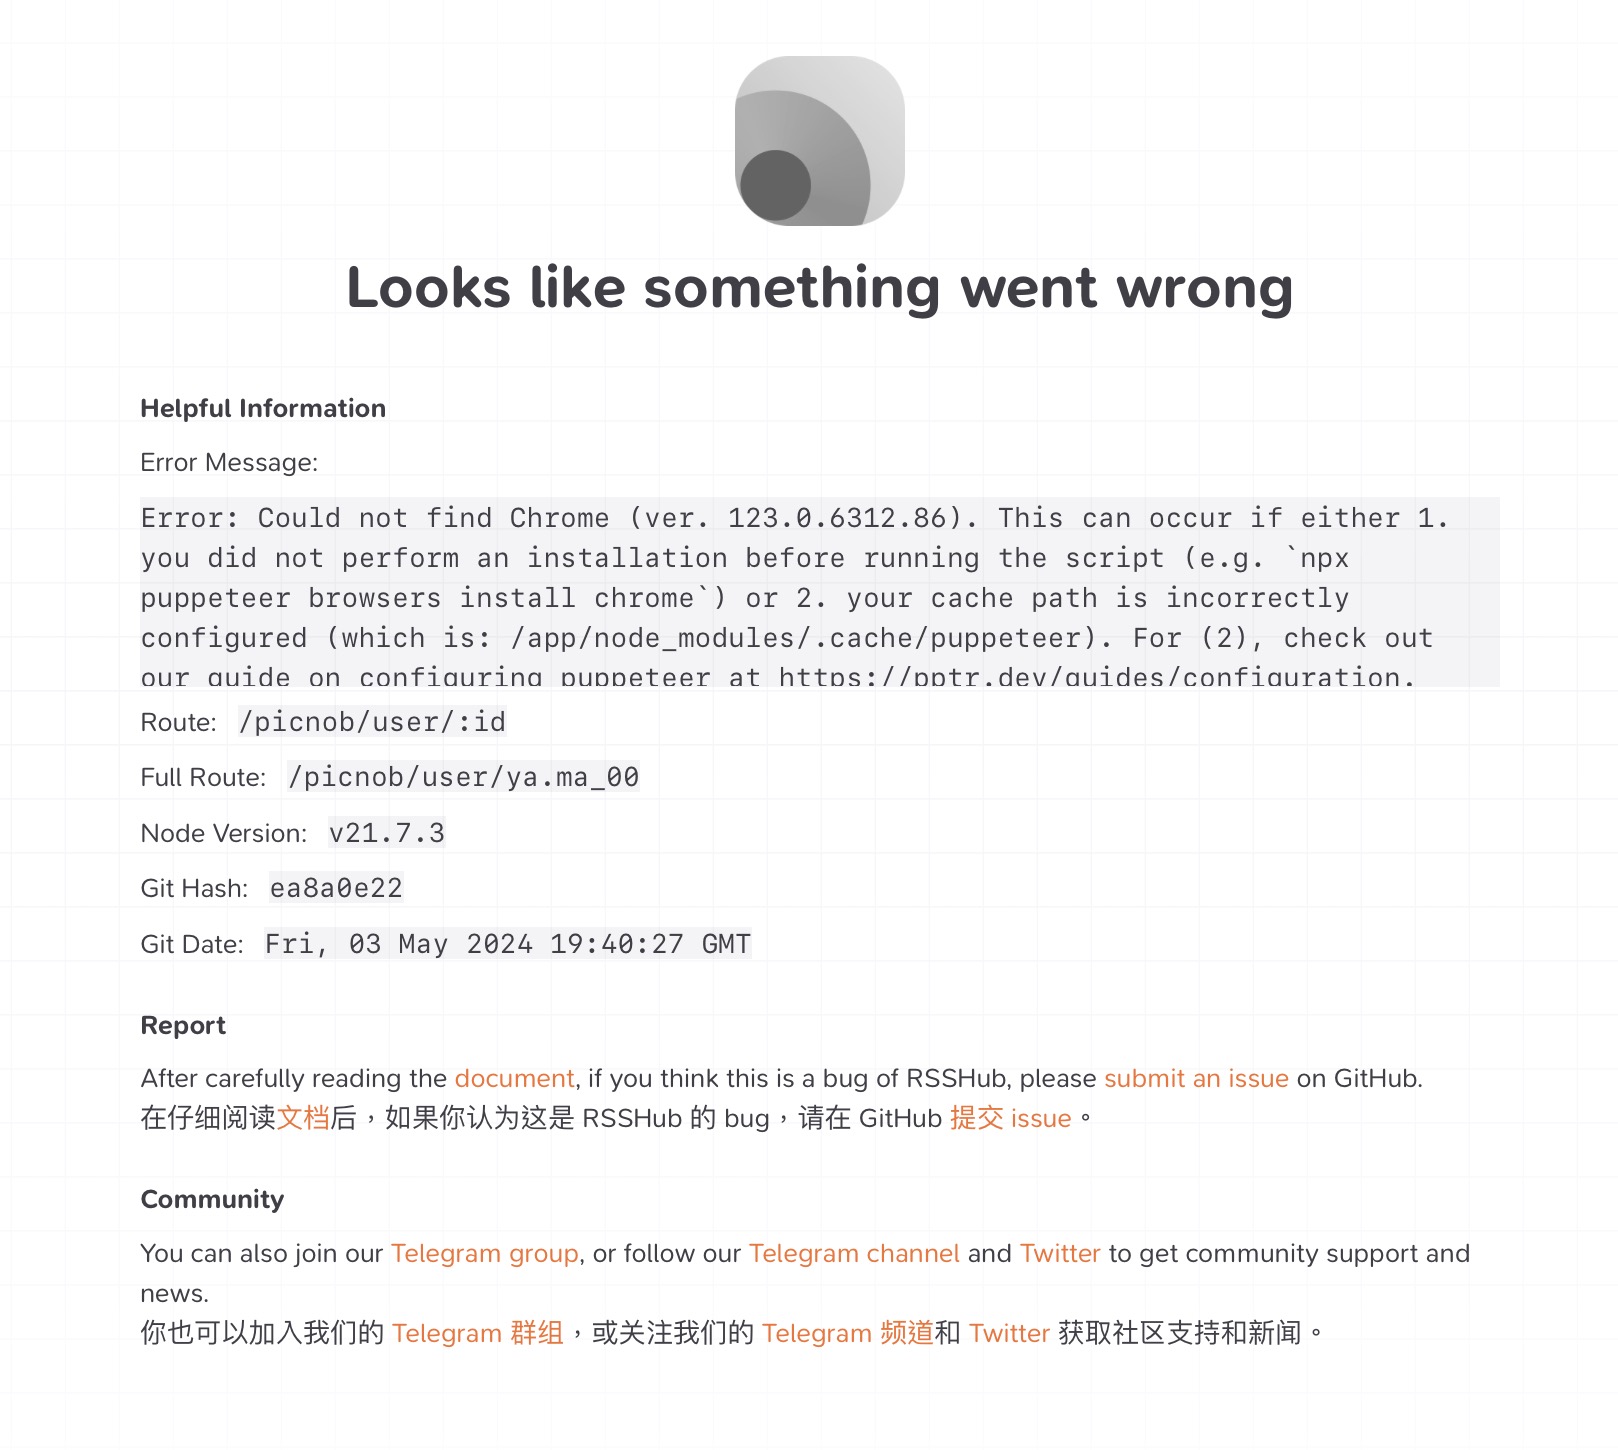 Looks like something went wrong
Helpful Information
Error Message:
Error: Could not find Chrome (ver. 123.0.6312.86). This can occur if either 1.
you did not perform an installation before running the script (e.g. `npx
puppeteer browsers install chrome`) or 2. your cache path is incorrectly
configured (which is: /app/node_modules/.cache/puppeteer). For (2), check out
our guide on configuring puppeteer at https://pptr.dev/guides/configuration.
Route: /picnob/user/:id
Full Route: /picnob/user/ya.ma_00
Node Version: v21.7.3
Git Hash: ea8a0e22
Git Date: Fri, 03 May 2024 19:40:27 GMT
Report
After carefully reading the document, if you think this is a bug of RSSHub, please submit an issue on GitHub.
在仔细阅读文档后，如果你认为这是 RSSHub 的 bug，请在 GitHub 提交 issue。
Community
You can also join our Telegram group, or follow our Telegram channel and Twitter to get community support and
news.
你也可以加入我们的 Telegram 群组，或关注我们的 Telegram 频道和 Twitter 获取社区支持和新闻。